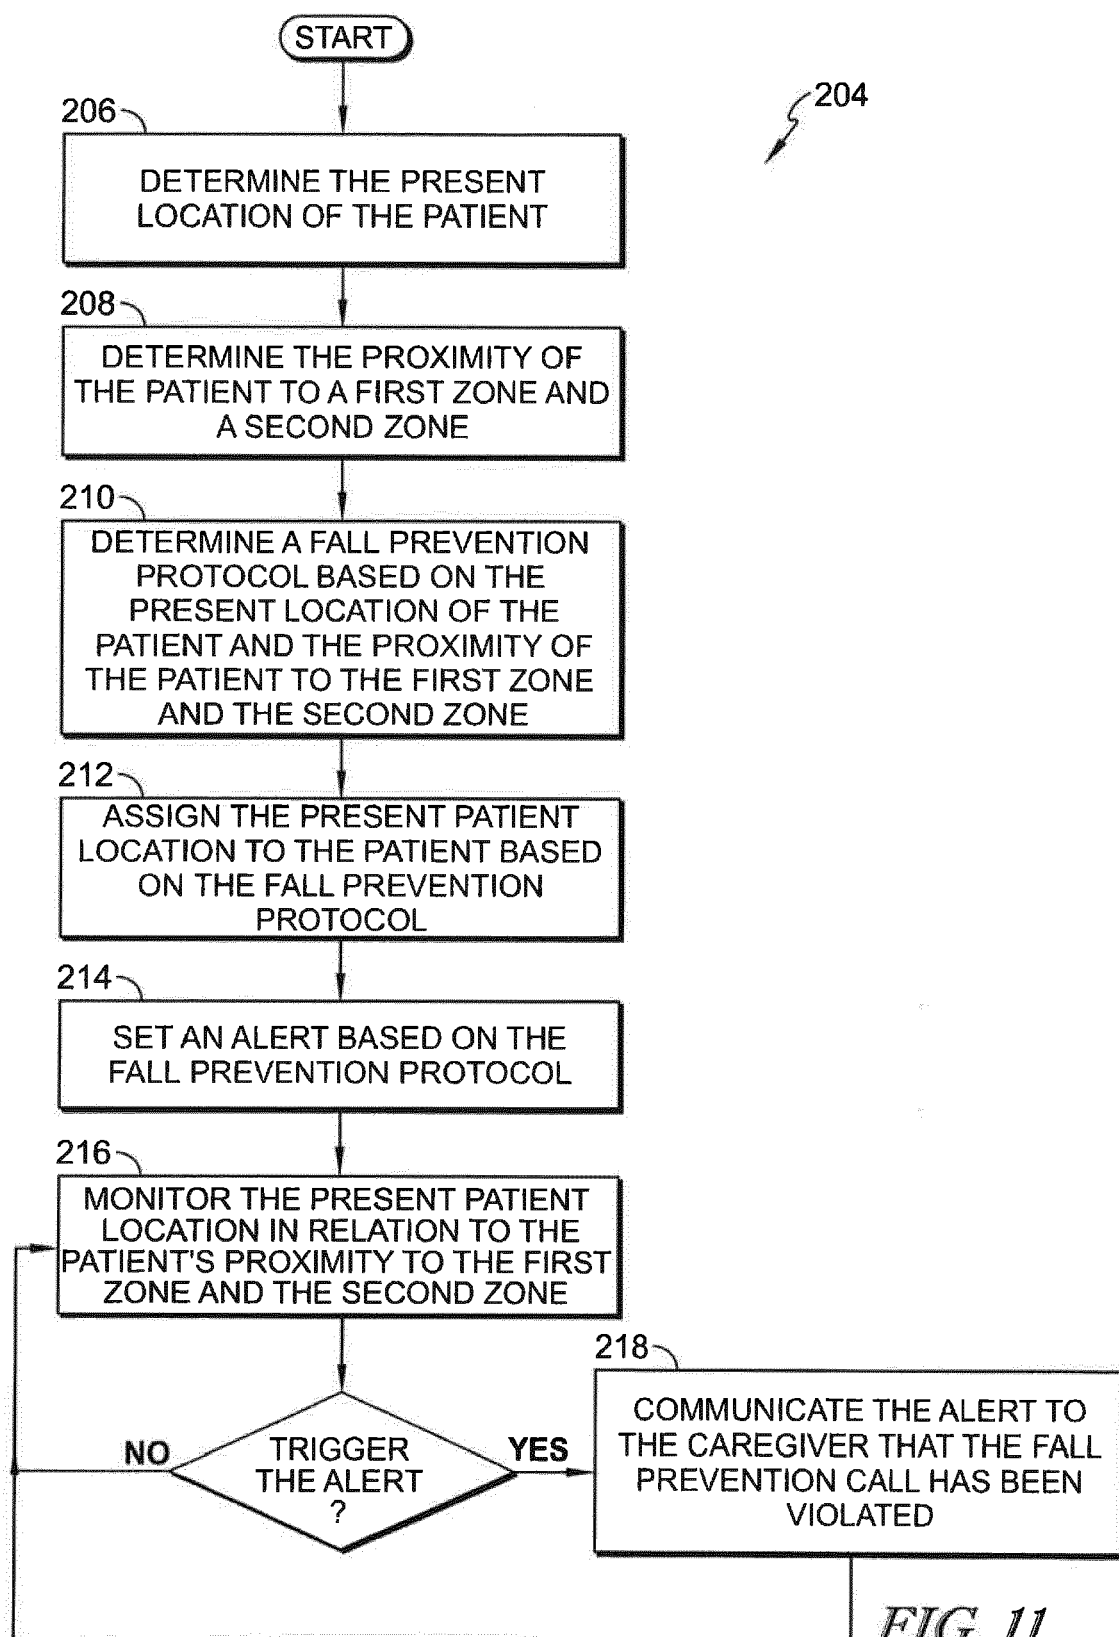 START
204
206
DETERMINE THE PRESENT
LOCATION OF THE PATIENT
208
DETERMINE THE PROXIMITY OF
THE PATIENT TO A FIRST ZONE AND
A SECOND ZONE
210
DETERMINE A FALL PREVENTION
PROTOCOL BASED ON THE
PRESENT LOCATION OF THE
PATIENT AND THE PROXIMITY OF
THE PATIENT TO THE FIRST ZONE
AND THE SECOND ZONE
212
ASSIGN THE PRESENT PATIENT
LOCATION TO THE PATIENT BASED
ON THE FALL PREVENTION
PROTOCOL
214
SET AN ALERT BASED ON THE
FALL PREVENTION PROTOCOL
216
MONITOR THE PRESENT PATIENT
LOCATION IN RELATION TO THE
PATIENT'S PROXIMITY TO THE FIRST
ZONE AND THE SECOND ZONE
NO
TRIGGER
THE ALERT
?
YES
218
COMMUNICATE THE ALERT TO
THE CAREGIVER THAT THE FALL
PREVENTION CALL HAS BEEN
VIOLATED
FIG. 11